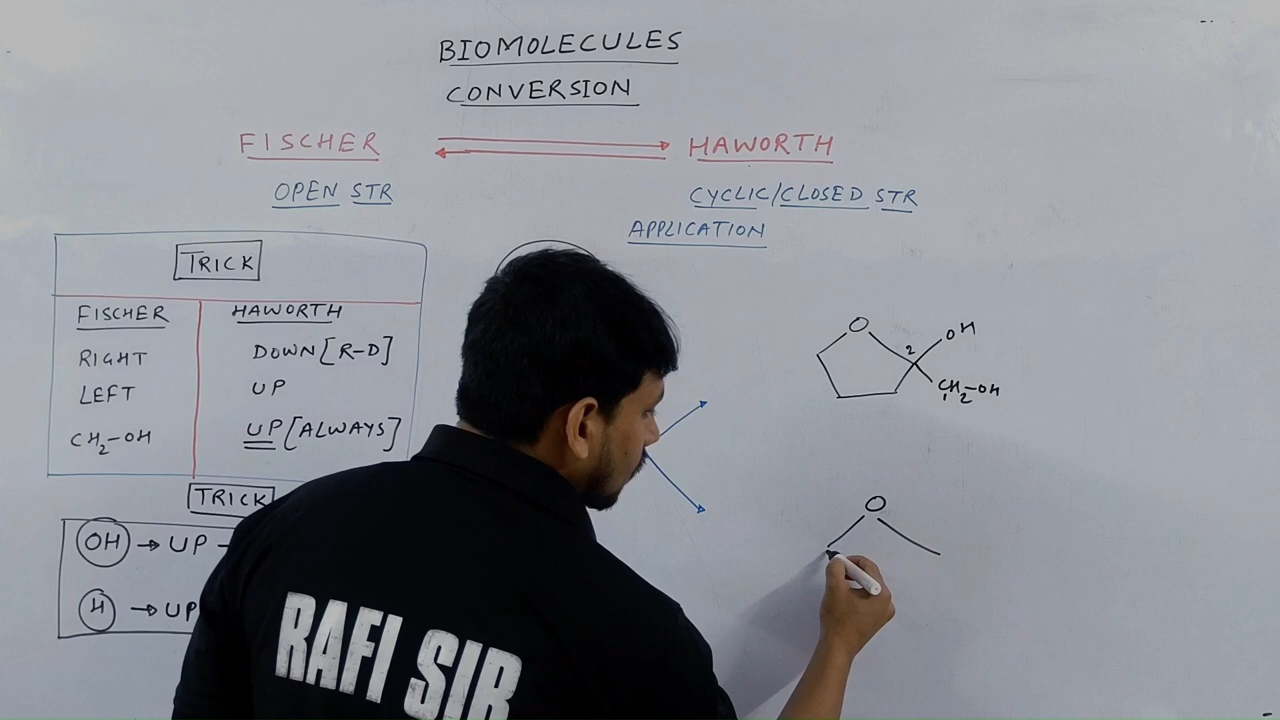 BIOMOLECULES
CONVERSION
FISCHER HAWORTH
OPEN STR CYCLIC/CLOSED STR
APPLICATION
TRICK
FISCHER HAWORTH
RIGHT DOWN [R-D]
LEFT UP
CH2-OH UP [ALWAYS]
TRICK
OH → UP
H → UP
O
2
OH
1
CH2-OH
O
RAFI SIR